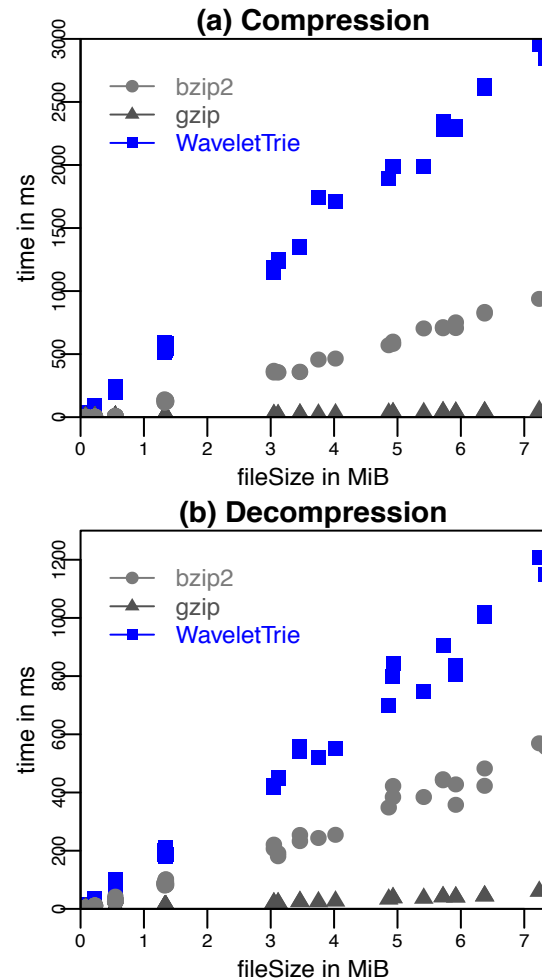 (a) Compression
3000
2500
2000
1500
1000
500
0
time in ms
bzip2
gzip
WaveletTrie
0 1 2 3 4 5 6 7
fileSize in MiB
(b) Decompression
1200
1000
800
600
400
200
0
time in ms
bzip2
gzip
WaveletTrie
0 1 2 3 4 5 6 7
fileSize in MiB